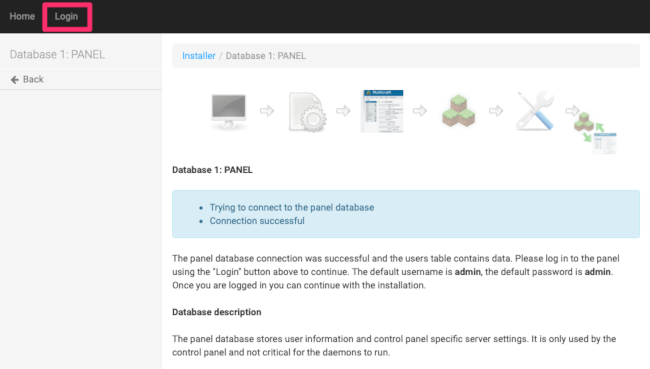 Home Login
Database 1: PANEL
Installer / Database 1: PANEL
← Back
Multicraft
Database 1: PANEL
• Trying to connect to the panel database
• Connection successful
The panel database connection was successful and the users table contains data. Please log in to the panel
using the "Login" button above to continue. The default username is admin, the default password is admin.
Once you are logged in you can continue with the installation.
Database description
The panel database stores user information and control panel specific server settings. It is only used by the
control panel and not critical for the daemons to run.